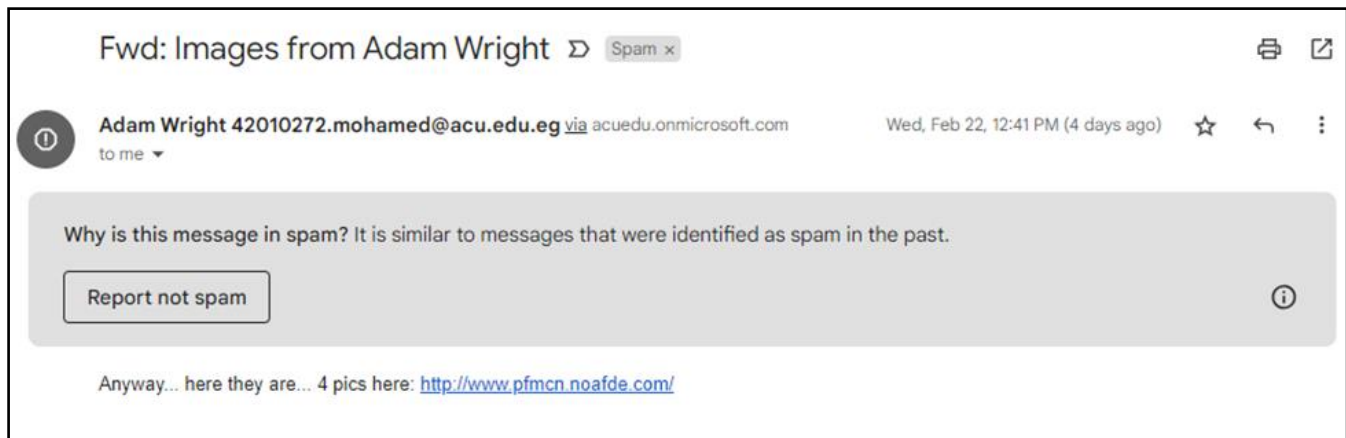 Fwd: Images from Adam Wright Spam ×
Adam Wright 42010272.mohamed@acu.edu.eg via acuedu.onmicrosoft.com Wed, Feb 22, 12:41 PM (4 days ago)
to me
Why is this message in spam? It is similar to messages that were identified as spam in the past.
Report not spam
Anyway... here they are... 4 pics here: http://www.pfmcn.noafde.com/